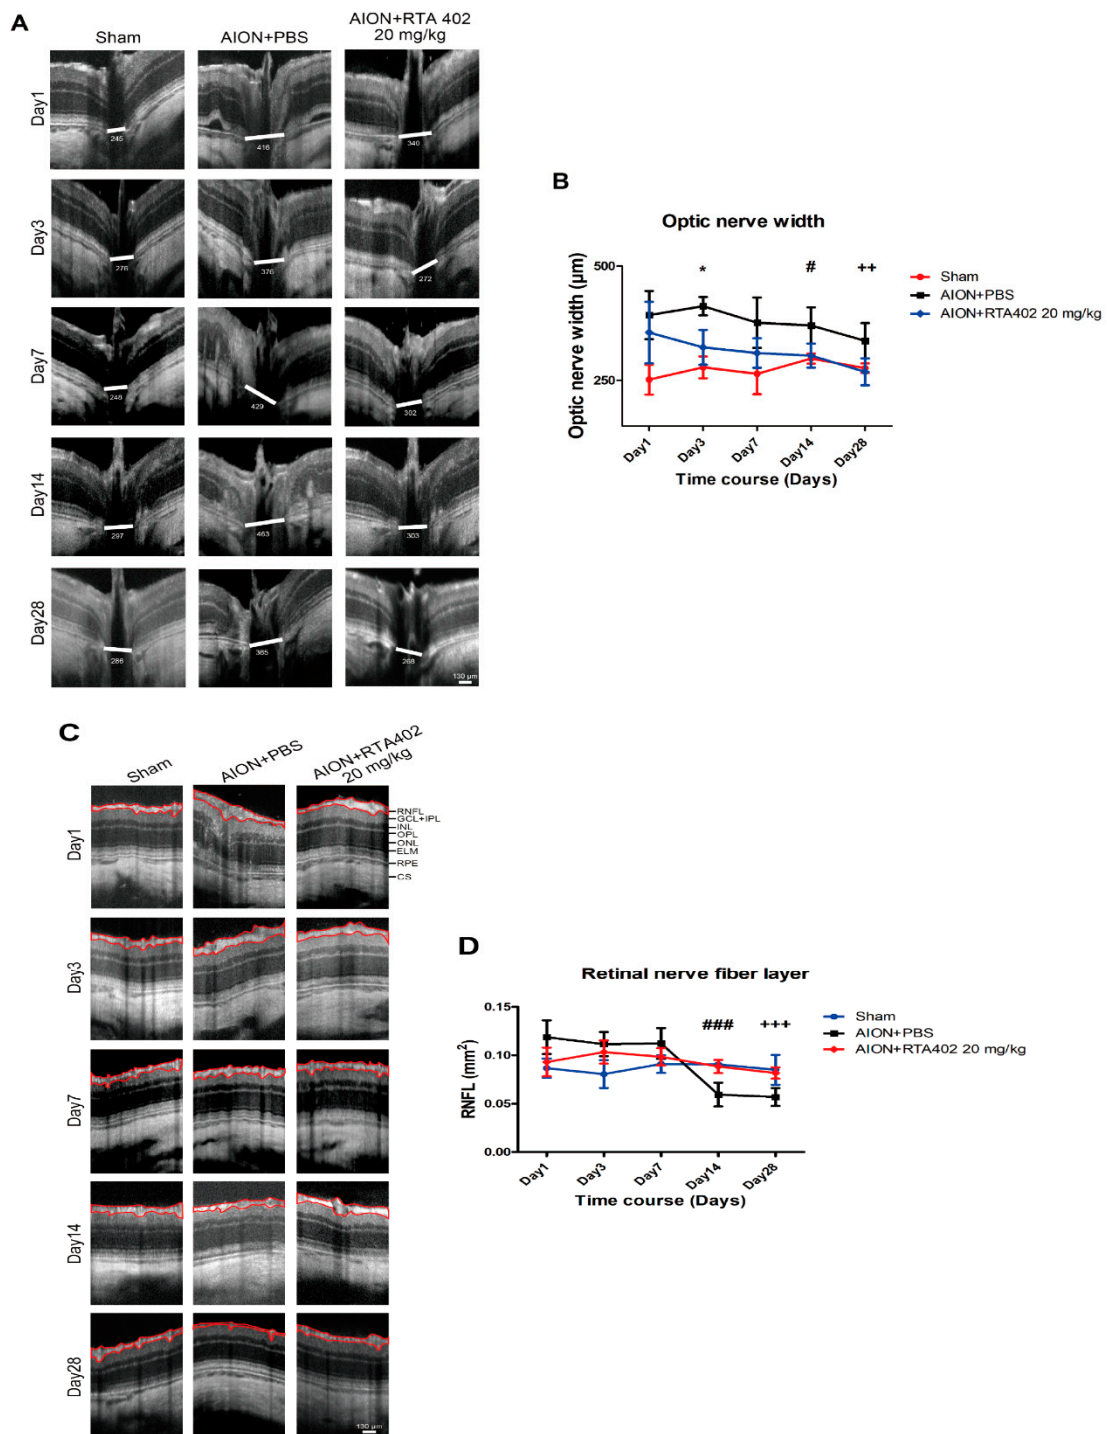 A
Sham
AION+PBS
AION+RTA 402
20 mg/kg
Day1
245
416
340
Day3
276
376
272
Day7
248
429
302
Day14
297
463
303
Day28
286
365
268
130 µm
B
Optic nerve width
Optic nerve width (µm)
500
250
*
#
++
Day1
Day3
Day7
Day14
Day28
Time course (Days)
Sham
AION+PBS
AION+RTA402 20 mg/kg
C
Sham
AION+PBS
AION+RTA402
20 mg/kg
Day1
RNFL
GCL+IPL
INL
OPL
ONL
ELM
RPE
CS
Day3
Day7
Day14
Day28
130 µm
D
Retinal nerve fiber layer
RNFL (mm²)
0.15
0.10
0.05
0.00
###
+++
Day1
Day3
Day7
Day14
Day28
Time course (Days)
Sham
AION+PBS
AION+RTA402 20 mg/kg